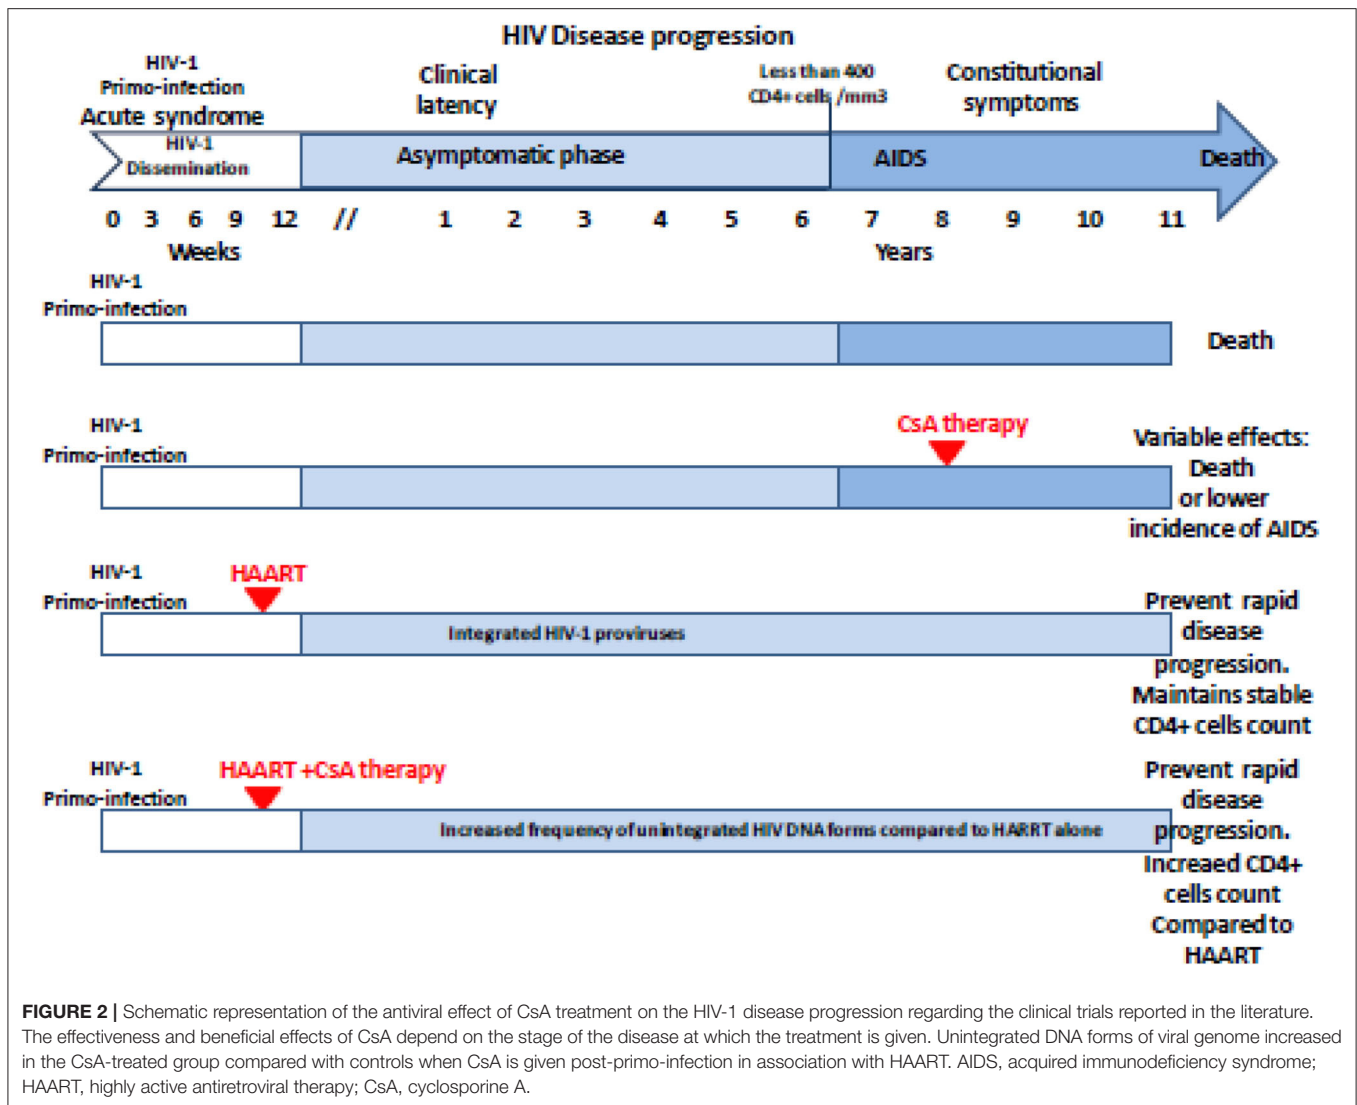 HIV Disease progression
HIV-1
Primo-infection
Acute syndrome
Clinical
latency
Less than 400
CD4+ cells /mm3
Constitutional
symptoms
HIV-1
Dissemination
Asymptomatic phase
AIDS
Death
0 3 6 9 12 // 1 2 3 4 5 6 7 8 9 10 11
Weeks
Years
HIV-1
Primo-infection
Death
HIV-1
Primo-infection
CsA therapy
Variable effects:
Death
or lower
incidence of AIDS
HIV-1
Primo-infection
HAART
Integrated HIV-1 proviruses
Prevent rapid
disease
progression.
Maintains stable
CD4+ cells count
HIV-1
Primo-infection
HAART +CsA therapy
Increased frequency of unintegrated HIV DNA forms compared to HARRT alone
Prevent rapid
disease
progression.
Increaed CD4+
cells count
Compared to
HAART
FIGURE 2 | Schematic representation of the antiviral effect of CsA treatment on the HIV-1 disease progression regarding the clinical trials reported in the literature.
The effectiveness and beneficial effects of CsA depend on the stage of the disease at which the treatment is given. Unintegrated DNA forms of viral genome increased
in the CsA-treated group compared with controls when CsA is given post-primo-infection in association with HAART. AIDS, acquired immunodeficiency syndrome;
HAART, highly active antiretroviral therapy; CsA, cyclosporine A.